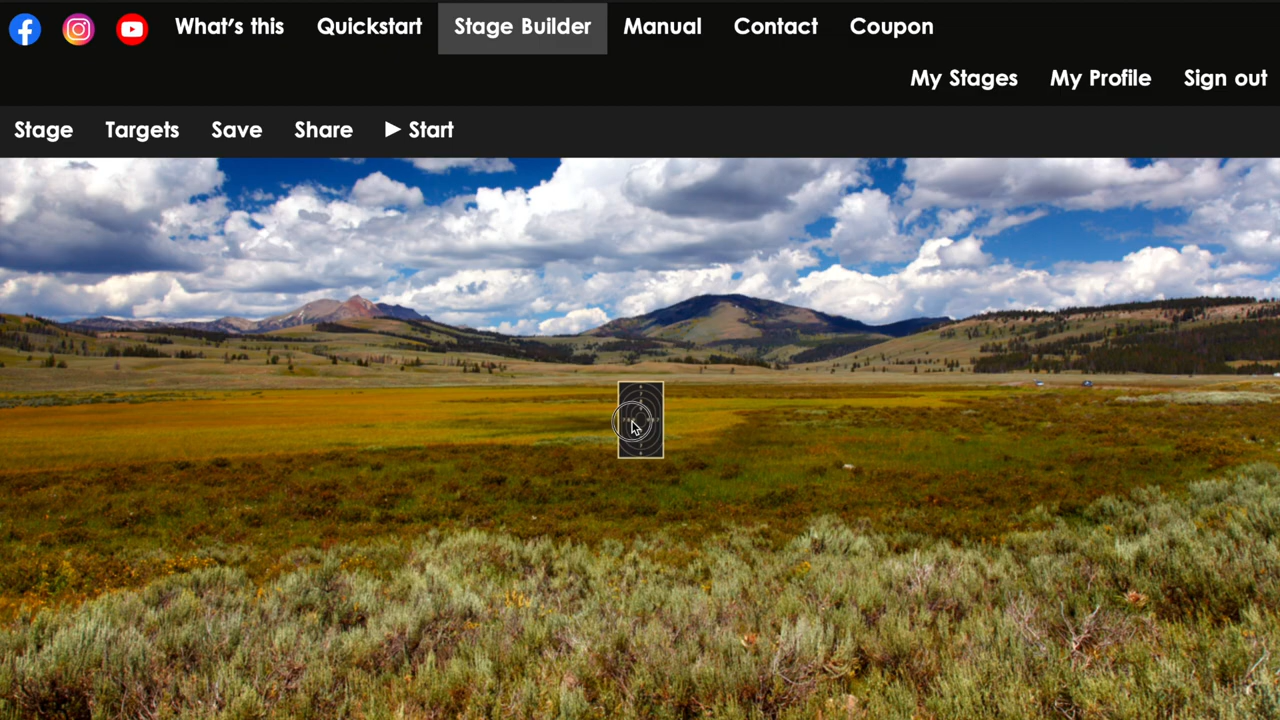 What's this Quickstart Stage Builder Manual Contact Coupon
My Stages My Profile Sign out
Stage Targets Save Share ▶ Start